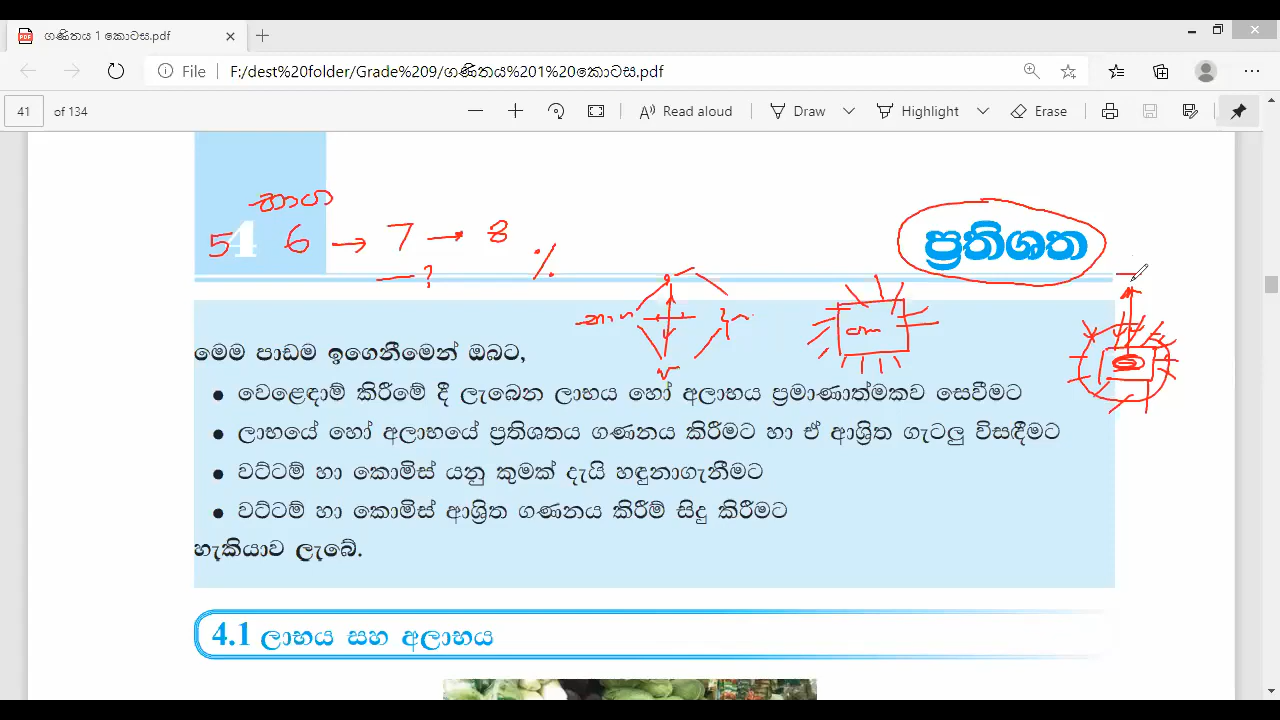 ගණිතය 1 කොටස.pdf
File F:/dest%20folder/Grade%209/ගණිතය%201%20කොටස.pdf
41 of 134 Read aloud Draw Highlight Erase
5 4 6 → 7 → 8 %
?
ප්‍රතිශත
cm
මෙම පාඩම ඉගෙනීමෙන් ඔබට,
● වෙළෙඳාම් කිරීමේ දී ලැබෙන ලාභය හෝ අලාභය ප්‍රමාණාත්මකව සෙවීමට
● ලාභයේ හෝ අලාභයේ ප්‍රතිශතය ගණනය කිරීමට හා ඒ ආශ්‍රිත ගැටලු විසඳීමට
● වට්ටම් හා කොමිස් යනු කුමක් දැයි හඳුනාගැනීමට
● වට්ටම් හා කොමිස් ආශ්‍රිත ගණනය කිරීම් සිදු කිරීමට
හැකියාව ලැබේ.
4.1 ලාභය සහ අලාභය